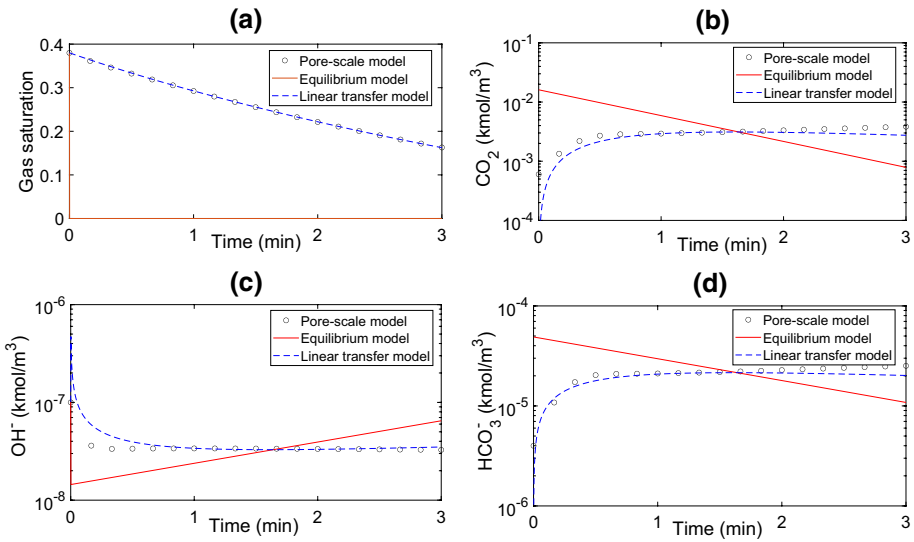 (a)
0.4
0.3
0.2
0.1
0
Gas saturation
0
1
2
3
Time (min)
Pore-scale model
Equilibrium model
Linear transfer model
(b)
10⁻¹
10⁻²
10⁻³
10⁻⁴
CO₂ (kmol/m³)
0
1
2
3
Time (min)
Pore-scale model
Equilibrium model
Linear transfer model
(c)
10⁻⁶
10⁻⁷
10⁻⁸
OH⁻ (kmol/m³)
0
1
2
3
Time (min)
Pore-scale model
Equilibrium model
Linear transfer model
(d)
10⁻⁴
10⁻⁵
10⁻⁶
HCO₃⁻ (kmol/m³)
0
1
2
3
Time (min)
Pore-scale model
Equilibrium model
Linear transfer model